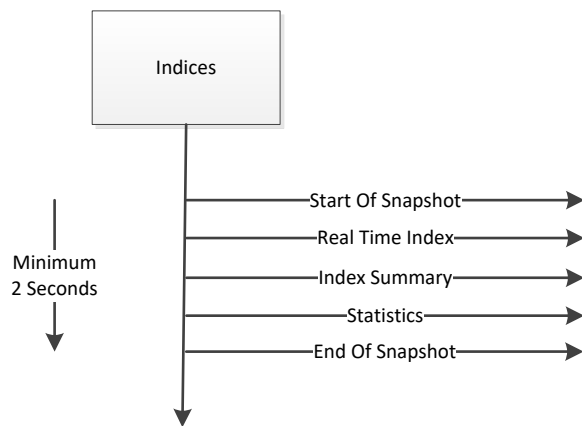 Indices
Start Of Snapshot
Real Time Index
Minimum
2 Seconds
Index Summary
Statistics
End Of Snapshot